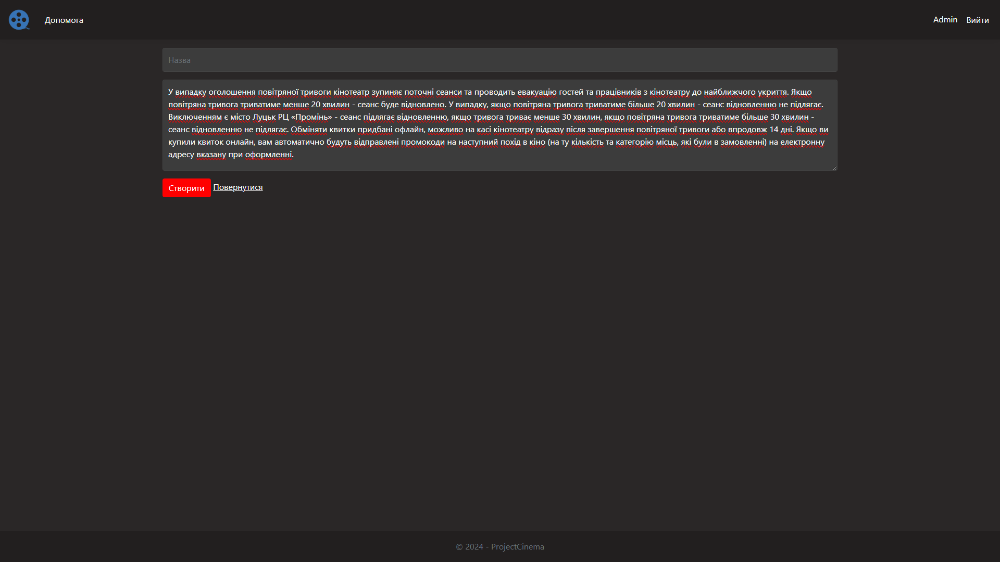 Допомога
Admin
Вийти
Назва
У випадку оголошення повітряної тривоги кінотеатр зупиняє поточні сеанси та проводить евакуацію гостей та працівників з кінотеатру до найближчого укриття. Якщо
повітряна тривога триватиме менше 20 хвилин - сеанс буде відновлено. У випадку, якщо повітряна тривога триватиме більше 20 хвилин - сеанс відновленню не підлягає.
Виключенням є місто Луцьк РЦ «Промінь» - сеанс підлягає відновленню, якщо тривога триває менше 30 хвилин, якщо повітряна тривога триватиме більше 30 хвилин -
сеанс відновленню не підлягає. Обміняти квитки придбані офлайн, можливо на касі кінотеатру відразу після завершення повітряної тривоги або впродовж 14 дні. Якщо ви
купили квиток онлайн, вам автоматично будуть відправлені промокоди на наступний похід в кіно (на ту кількість та категорію місць, які були в замовленні) на електронну
адресу вказану при оформленні.
Створити
Повернутися
© 2024 - ProjectCinema